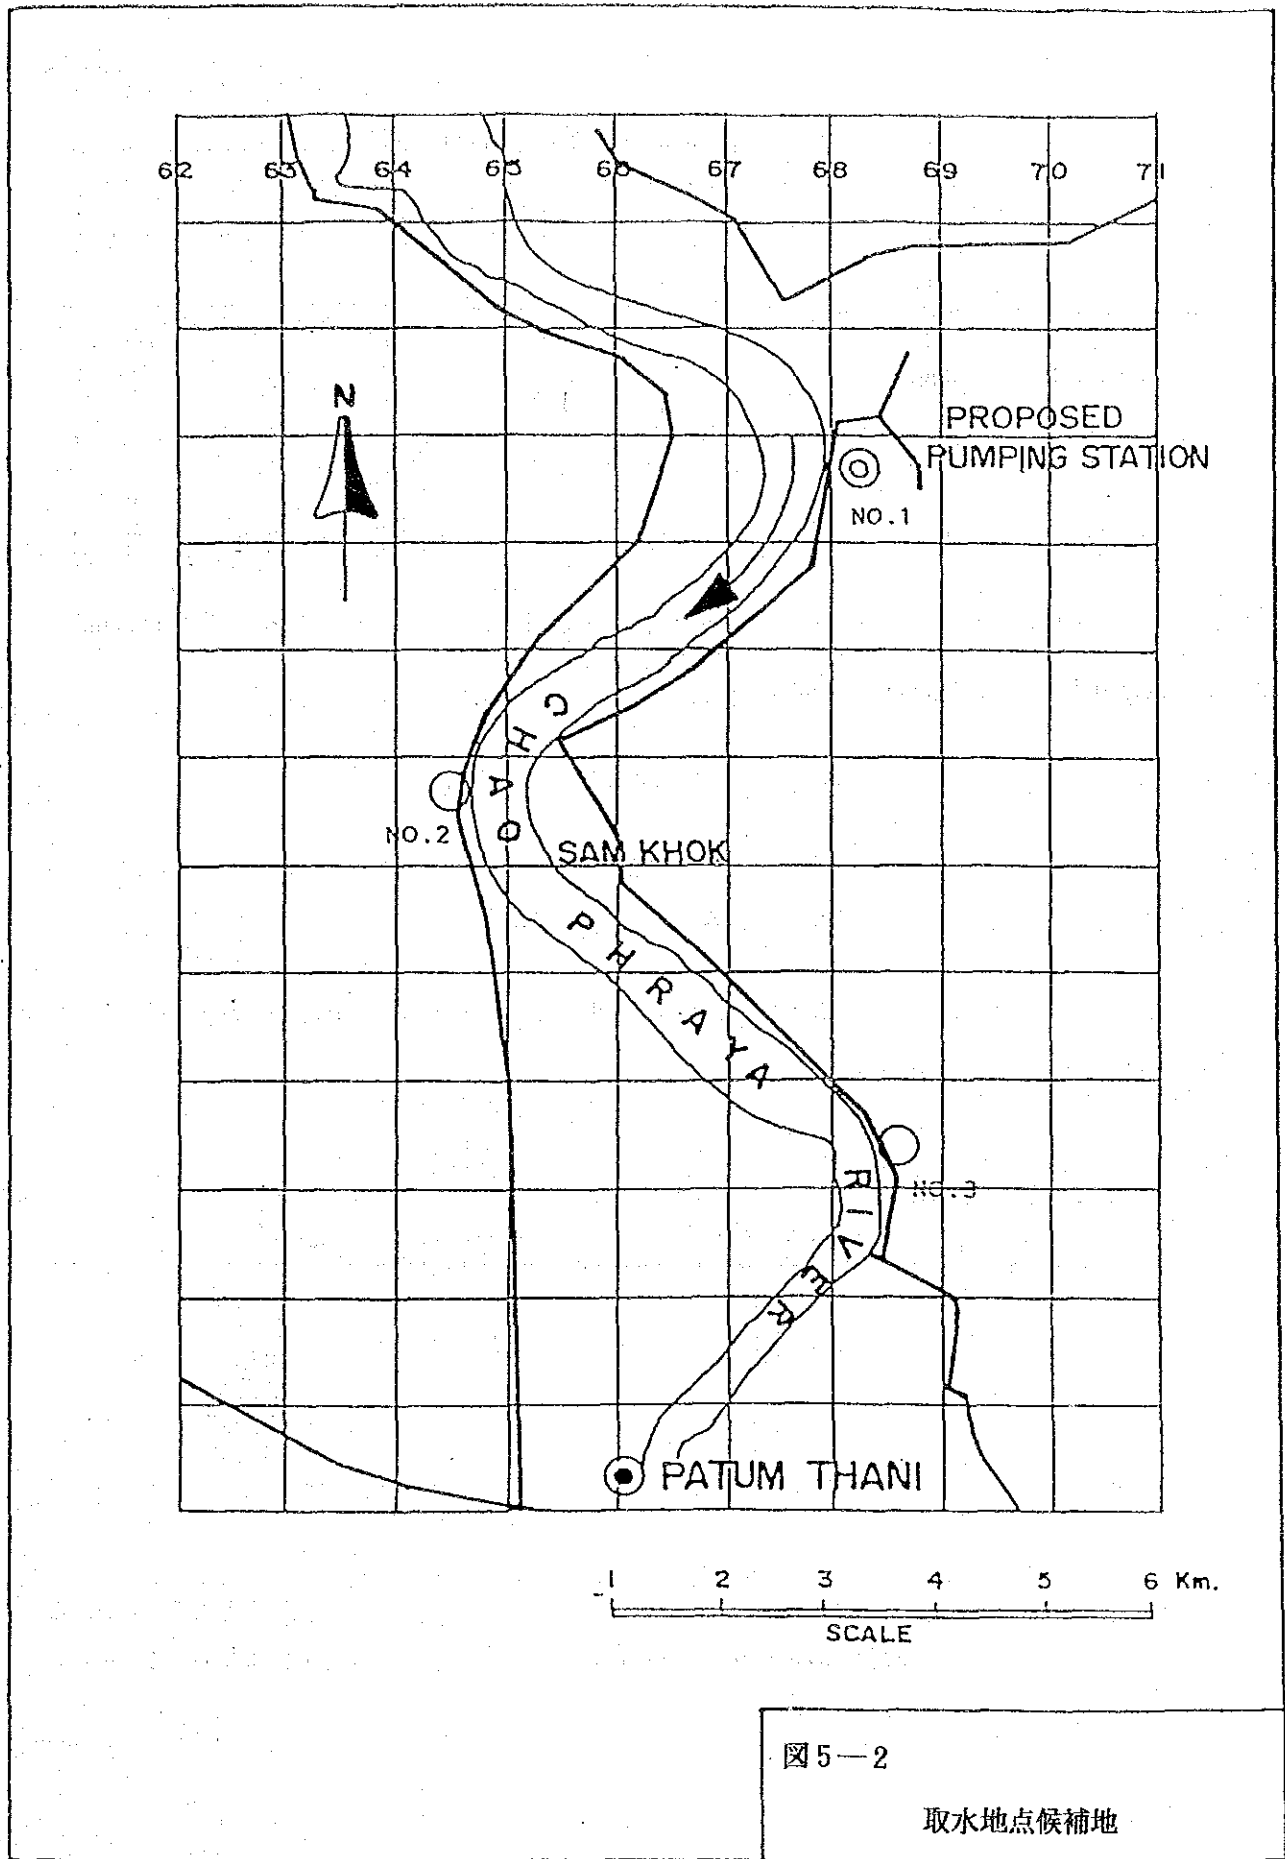 62 63 64 65 66 67 68 69 70 71
N
PROPOSED
PUMPING STATION
NO.1
CHAO
NO.2
SAM KHOK
PHRAYA
RIVER
NO.3
PATUM THANI
1 2 3 4 5 6 Km.
SCALE
図5—2
取水地点候補地